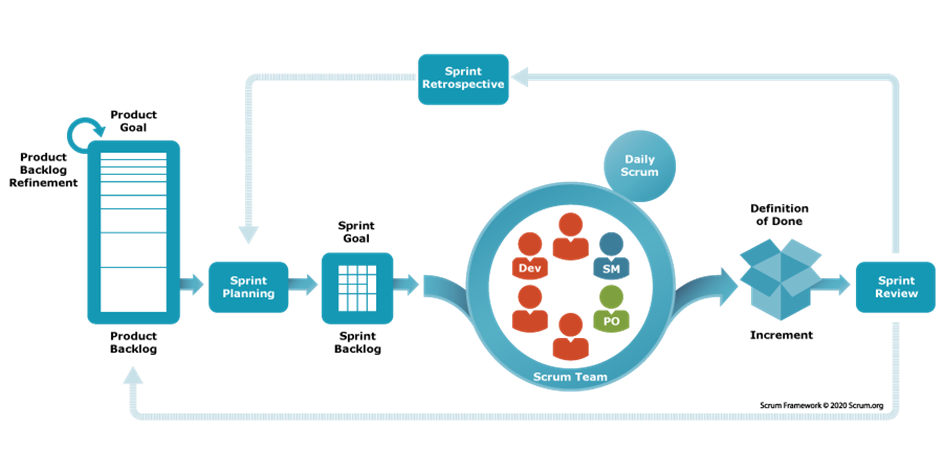 Sprint
Retrospective
Product
Goal
Product
Backlog
Refinement
Daily
Scrum
Definition
of Done
Sprint
Goal
Dev
SM
Sprint
Planning
Sprint
Review
PO
Product
Backlog
Sprint
Backlog
Increment
Scrum Team
Scrum Framework © 2020 Scrum.org